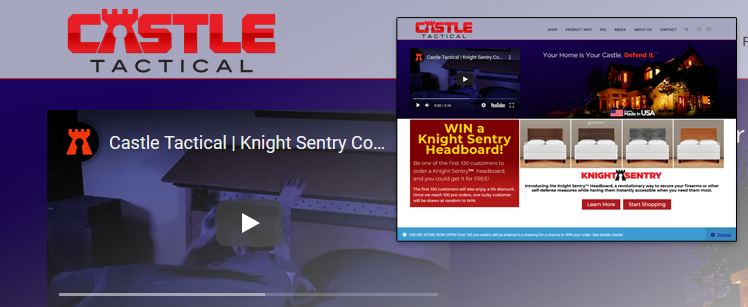 CASTLE
TACTICAL
Castle Tactical | Knight Sentry Co...
CASTLE
TACTICAL
SHOP PRODUCT INFO FAQ MEDIA ABOUT US CONTACT
Castle Tactical | Knight Sentry Co...
0:00 / 0:56
YouTube
Your Home is Your Castle. Defend It.™
Made in USA
WIN a
Knight Sentry
Headboard!
Be one of the first 100 customers to
order a Knight Sentry™ headboard,
and you could get it for FREE!
The first 100 customers will also enjoy a 5% discount.
Once we reach 100 pre-orders, one lucky customer
will be drawn at random to WIN.
KNIGHT SENTRY
Introducing the Knight Sentry™ Headboard, a revolutionary way to secure your firearms or other
self-defense measures while having them instantly accessible when you need them most.
Learn More
Start Shopping
ONLINE STORE NOW OPEN! First 100 pre-orders will be entered in a drawing for a chance to WIN your order. See details inside!
Dismiss